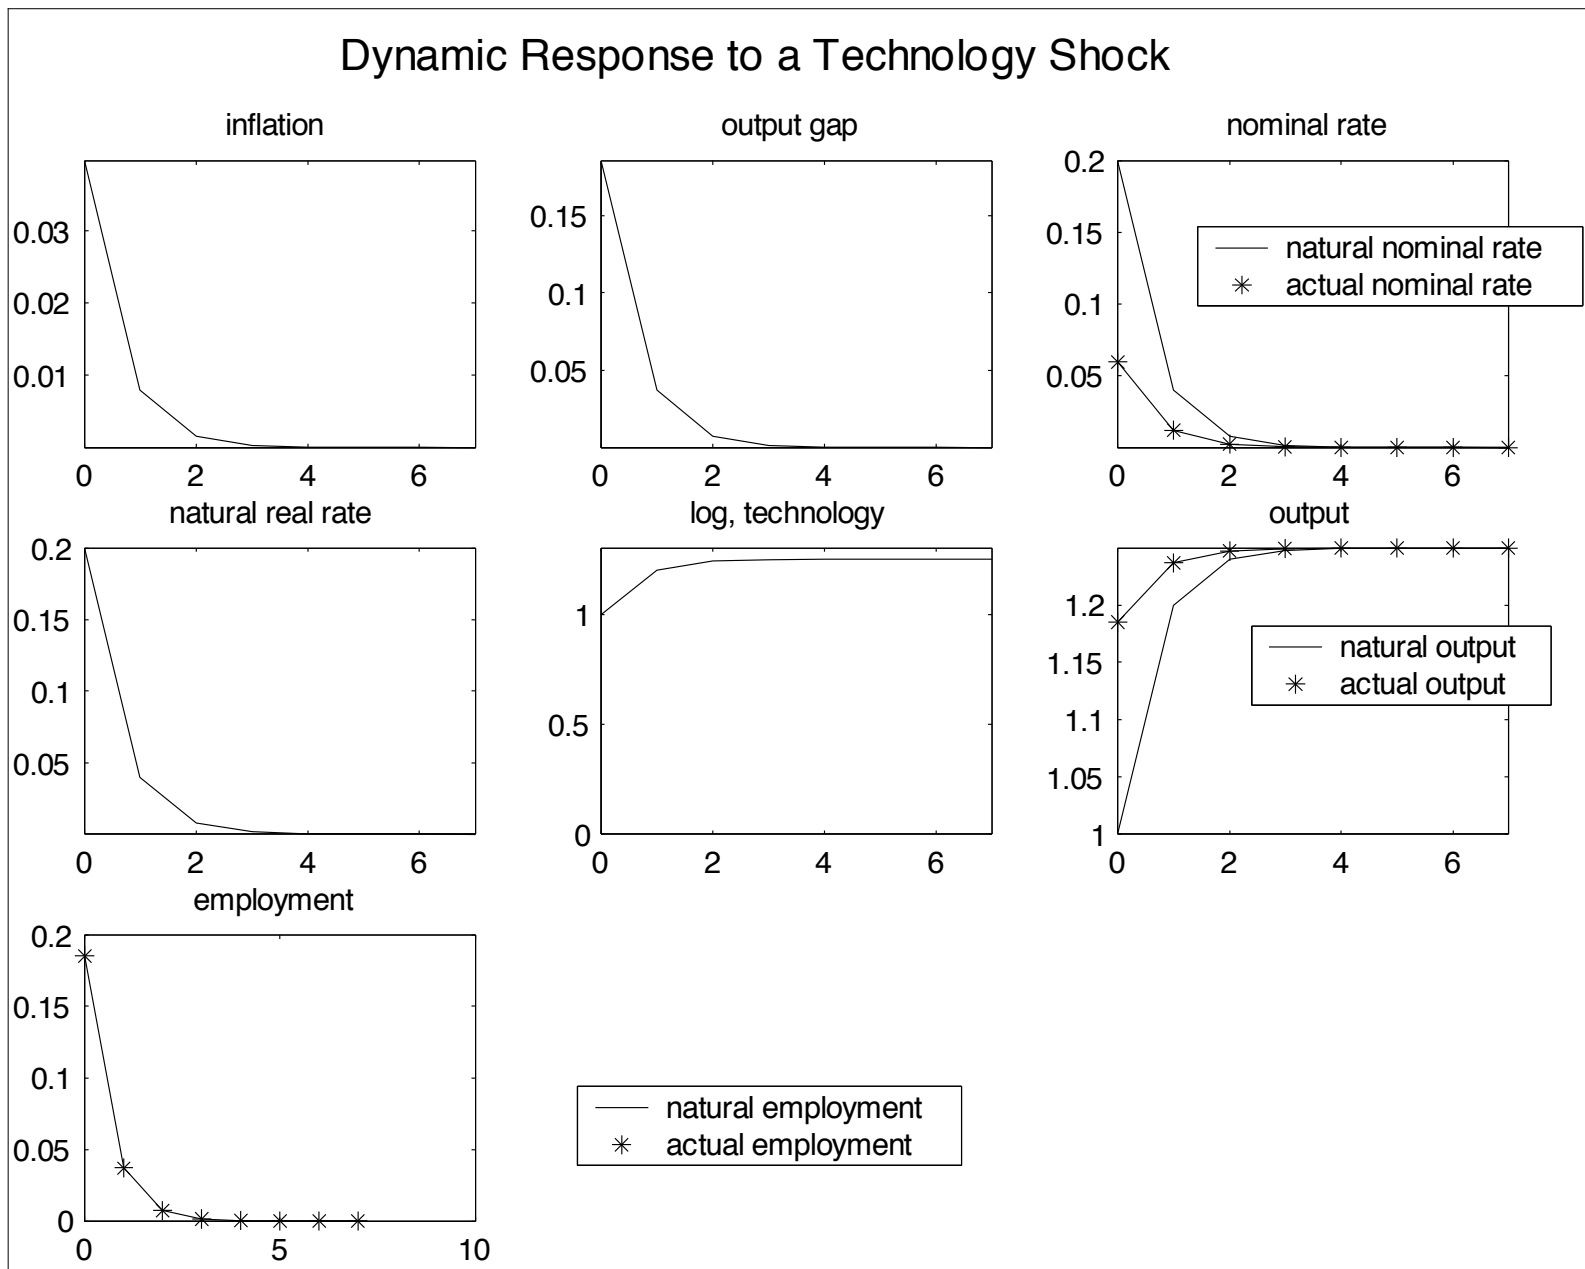 Dynamic Response to a Technology Shock
inflation
output gap
nominal rate
0.03
0.02
0.01
0 2 4 6
0.15
0.1
0.05
0 2 4 6
0.2
0.15
0.1
0.05
0 2 4 6
natural nominal rate
actual nominal rate
natural real rate
log, technology
output
0.2
0.15
0.1
0.05
0 2 4 6
1
0.5
0
0 2 4 6
1.2
1.15
1.1
1.05
1
0 2 4 6
natural output
actual output
employment
0.2
0.15
0.1
0.05
0
0 5 10
natural employment
actual employment